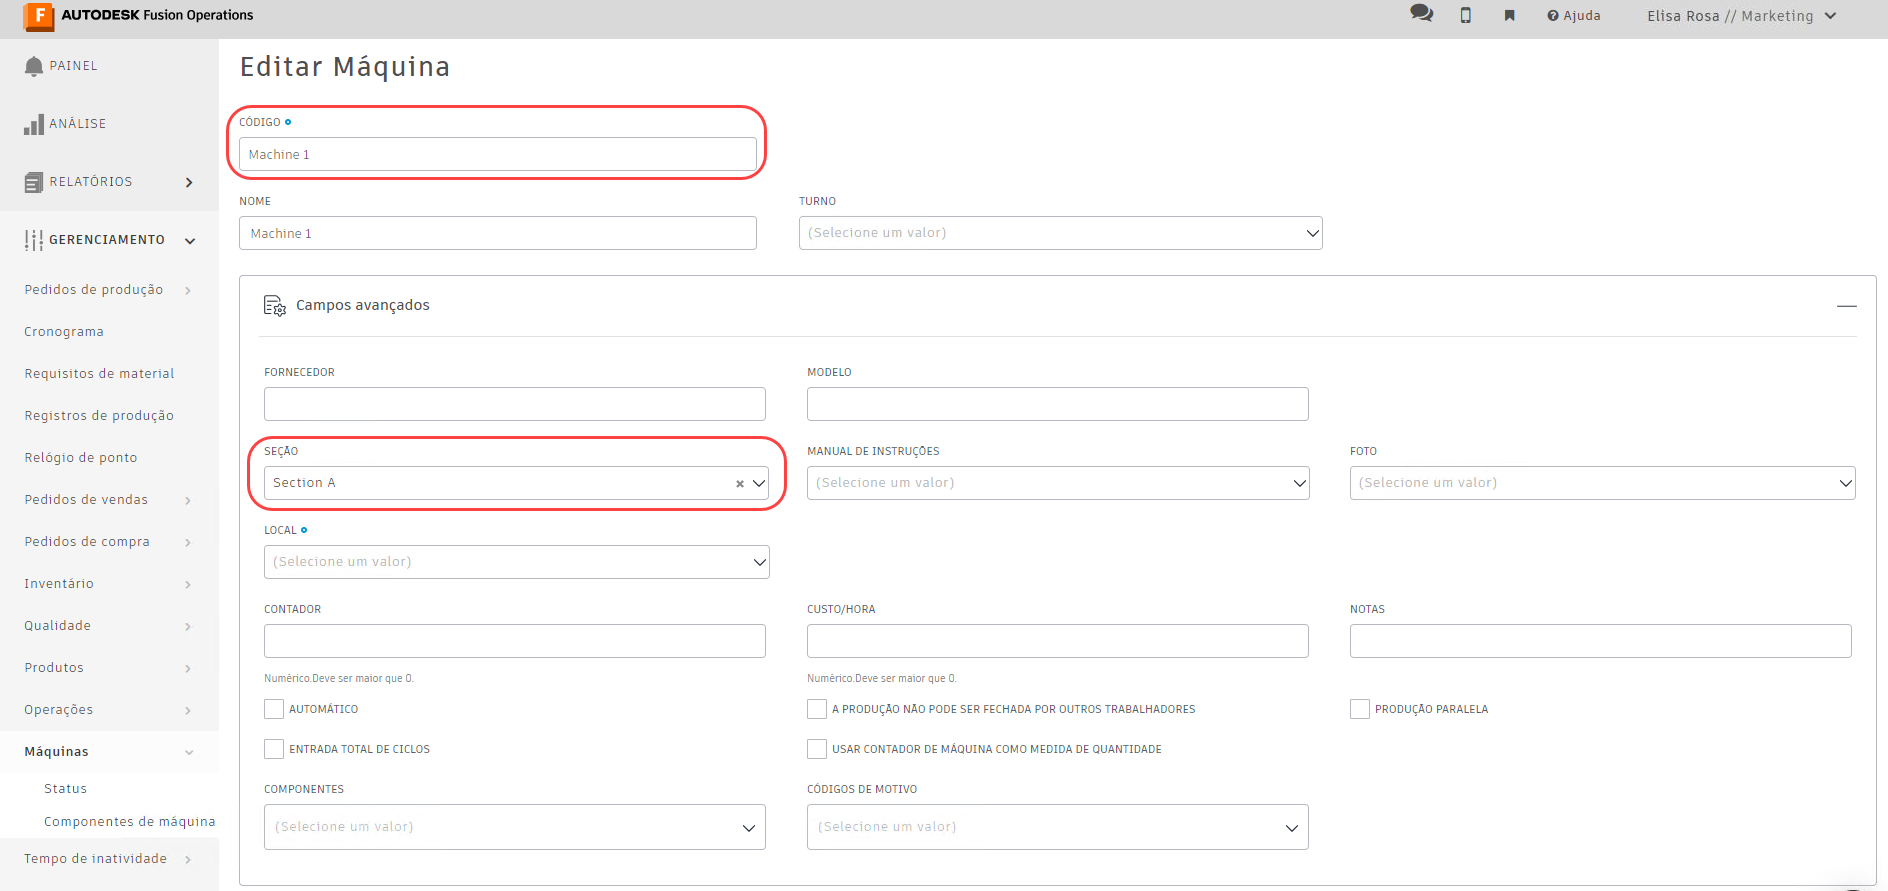 AUTODESK Fusion Operations
Ajuda
Elisa Rosa // Marketing
PAINEL
ANÁLISE
RELATÓRIOS
GERENCIAMENTO
Pedidos de produção
Cronograma
Requisitos de material
Registros de produção
Relógio de ponto
Pedidos de vendas
Pedidos de compra
Inventário
Qualidade
Produtos
Operações
Máquinas
Status
Componentes de máquina
Tempo de inatividade
Editar Máquina
CÓDIGO
Machine 1
NOME
Machine 1
TURNO
(Selecione um valor)
Campos avançados
FORNECEDOR
MODELO
SEÇÃO
Section A
MANUAL DE INSTRUÇÕES
(Selecione um valor)
FOTO
(Selecione um valor)
LOCAL
(Selecione um valor)
CONTADOR
Numérico.Deve ser maior que 0.
CUSTO/HORA
Numérico.Deve ser maior que 0.
NOTAS
AUTOMÁTICO
A PRODUÇÃO NÃO PODE SER FECHADA POR OUTROS TRABALHADORES
PRODUÇÃO PARALELA
ENTRADA TOTAL DE CICLOS
USAR CONTADOR DE MÁQUINA COMO MEDIDA DE QUANTIDADE
COMPONENTES
(Selecione um valor)
CÓDIGOS DE MOTIVO
(Selecione um valor)